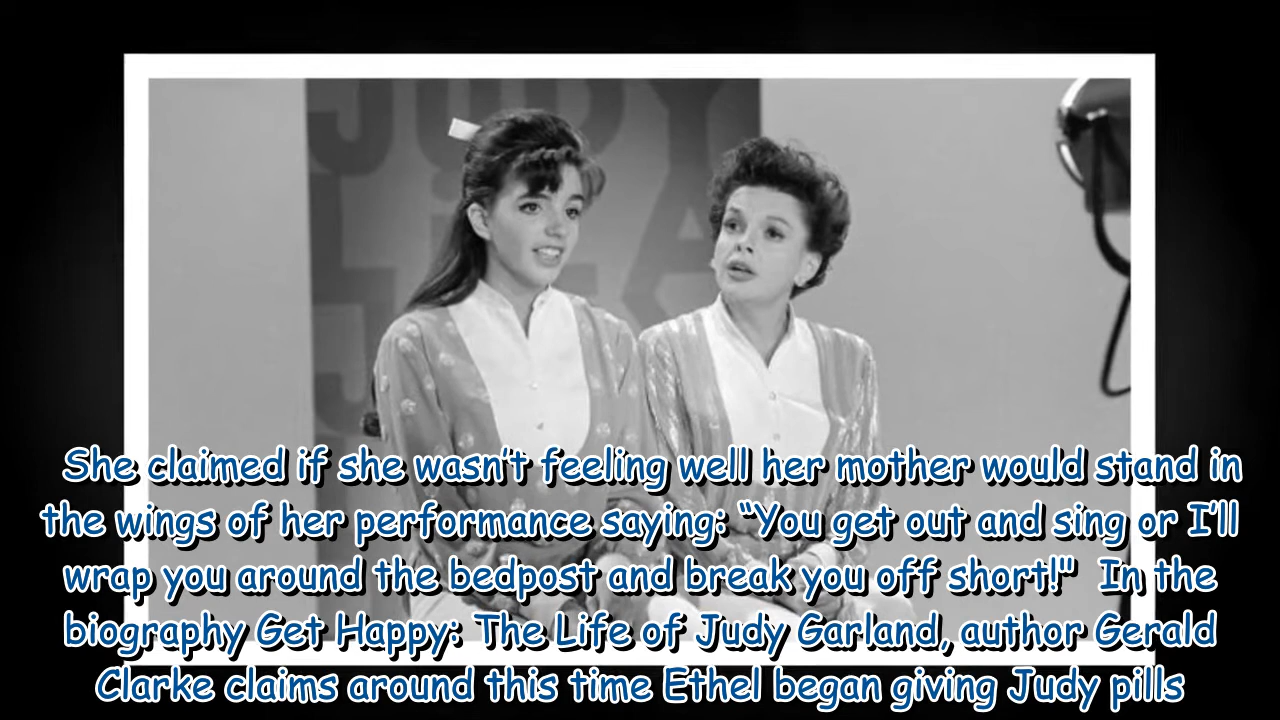 JUDY
LIZA
JU
She claimed if she wasn't feeling well her mother would stand in
the wings of her performance saying: “You get out and sing or I'll
wrap you around the bedpost and break you off short!"  In the
biography Get Happy: The Life of Judy Garland, author Gerald
Clarke claims around this time Ethel began giving Judy pills